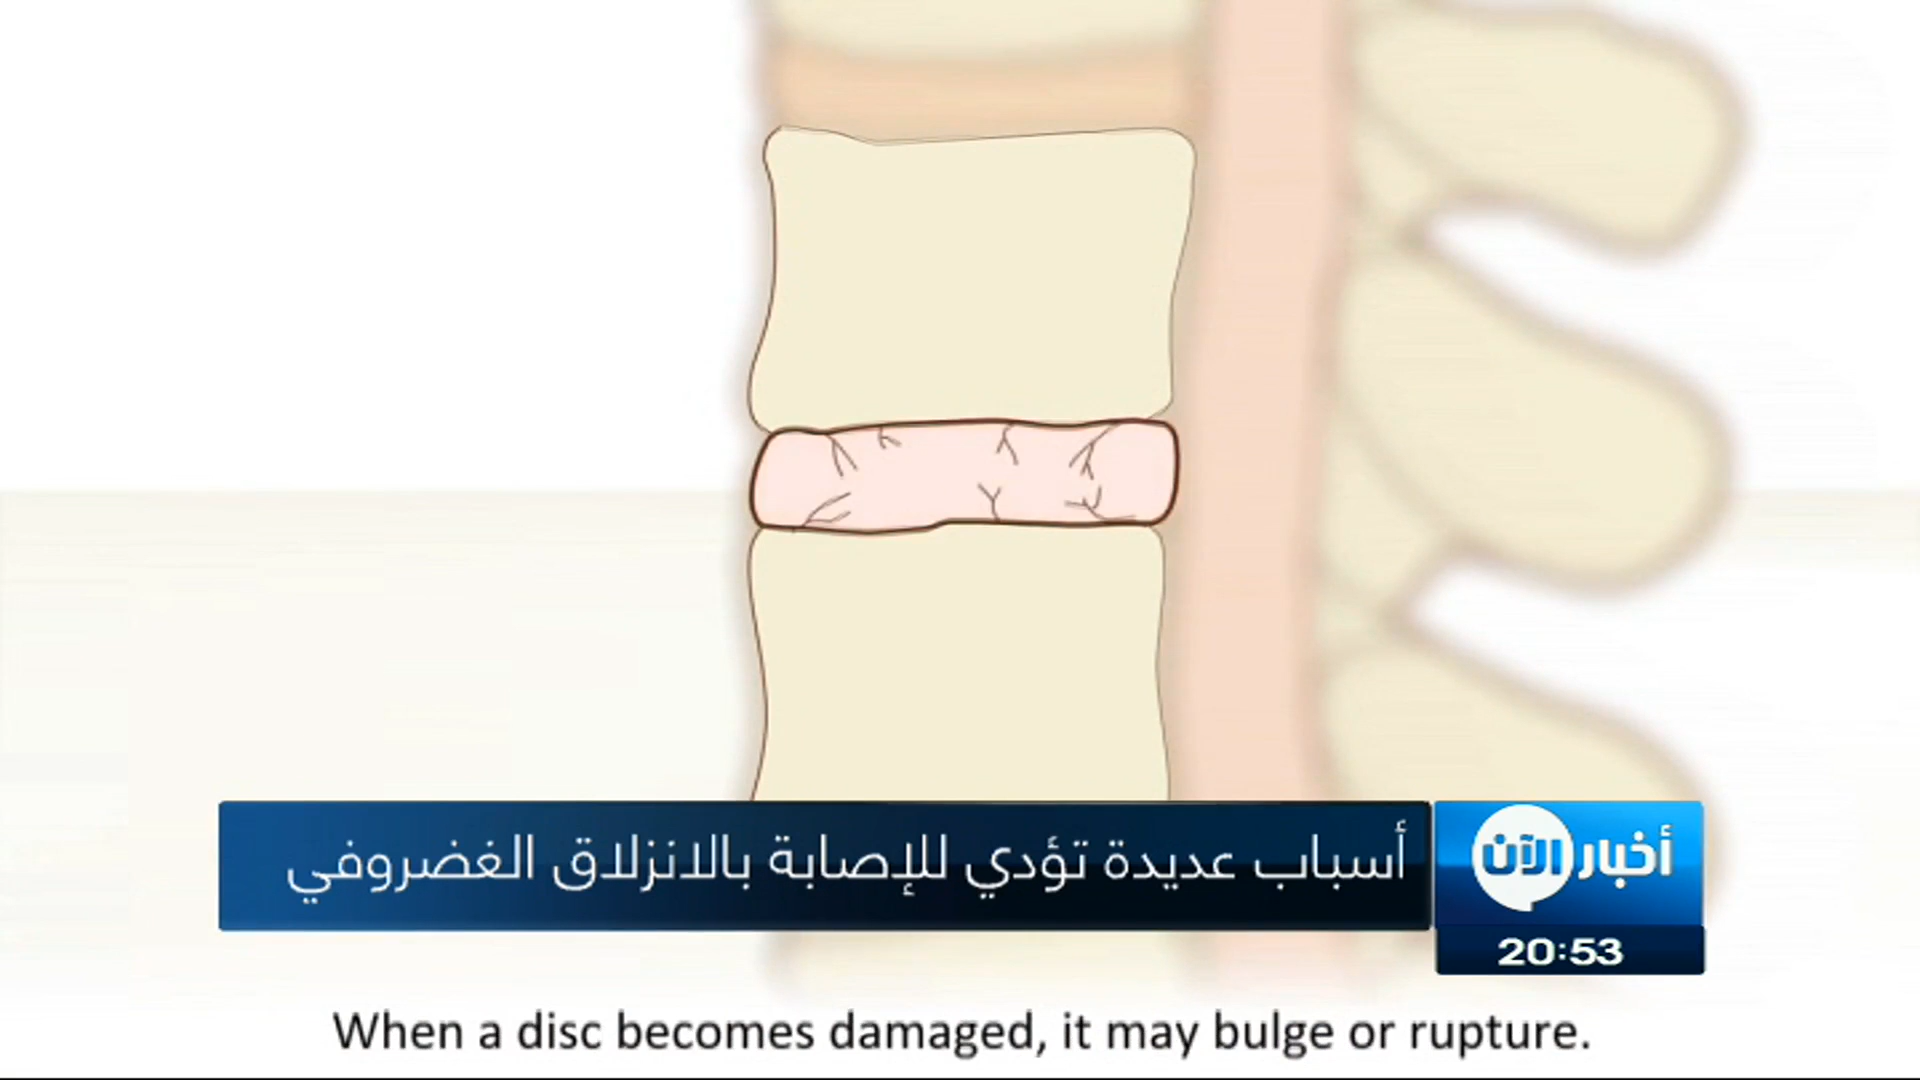 أسباب عديدة تؤدي للإصابة بالانزلاق الغضروفي
أخبار الآن
20:53
When a disc becomes damaged, it may bulge or rupture.